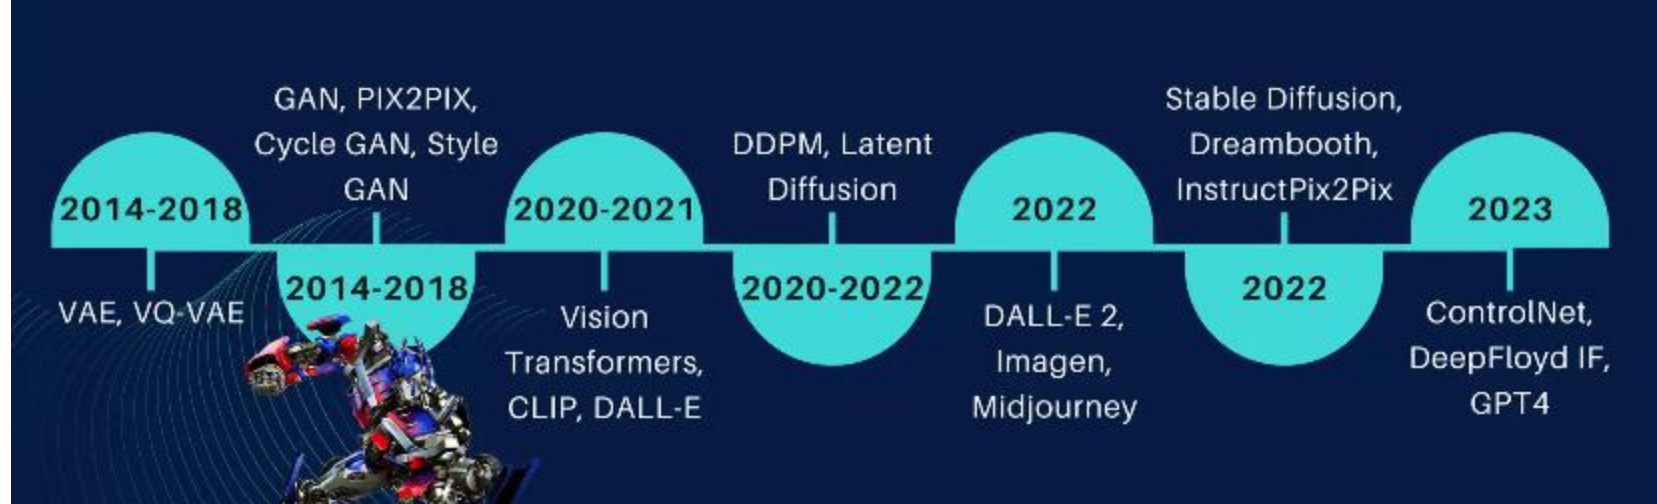 2014-2018
VAE, VQ-VAE
GAN, PIX2PIX,
Cycle GAN, Style
GAN
2014-2018
2020-2021
Vision
Transformers,
CLIP, DALL-E
DDPM, Latent
Diffusion
2020-2022
2022
DALL-E 2,
Imagen,
Midjourney
Stable Diffusion,
Dreambooth,
InstructPix2Pix
2022
2023
ControlNet,
DeepFloyd IF,
GPT4